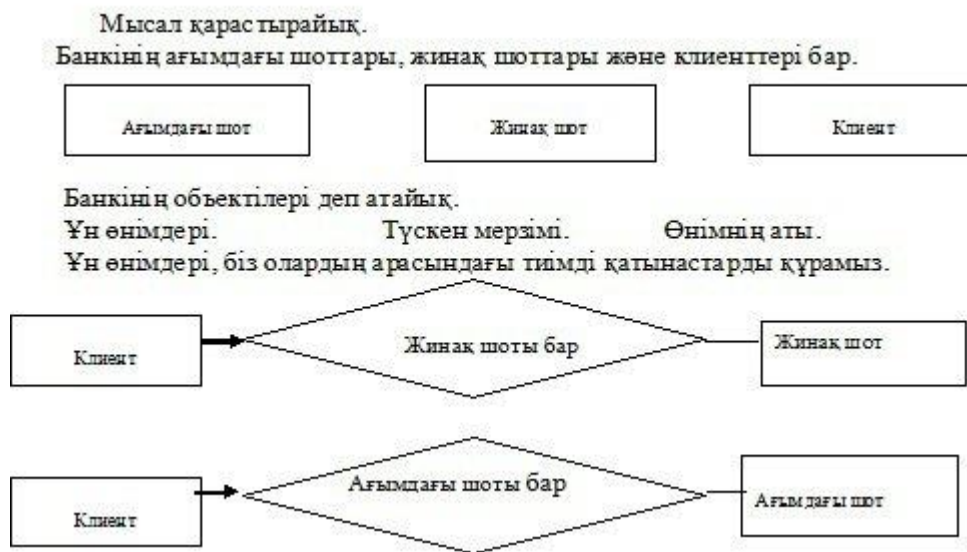 Мысал қарастырайық.
Банкінің ағымдағы шоттары, жинақ шоттары және клиенттері бар.
Ағымдағы шот Жинақ шот Клиент
Банкінің объектілері деп атайық.
Ұн өнімдері. Түскен мерзімі. Өнімнің аты.
Ұн өнімдері, біз олардың арасындағы тиімді қатынастарды құрамыз.
Клиент Жинақ шоты бар Жинақ шот
Клиент Ағымдағы шоты бар Ағымдағы шот